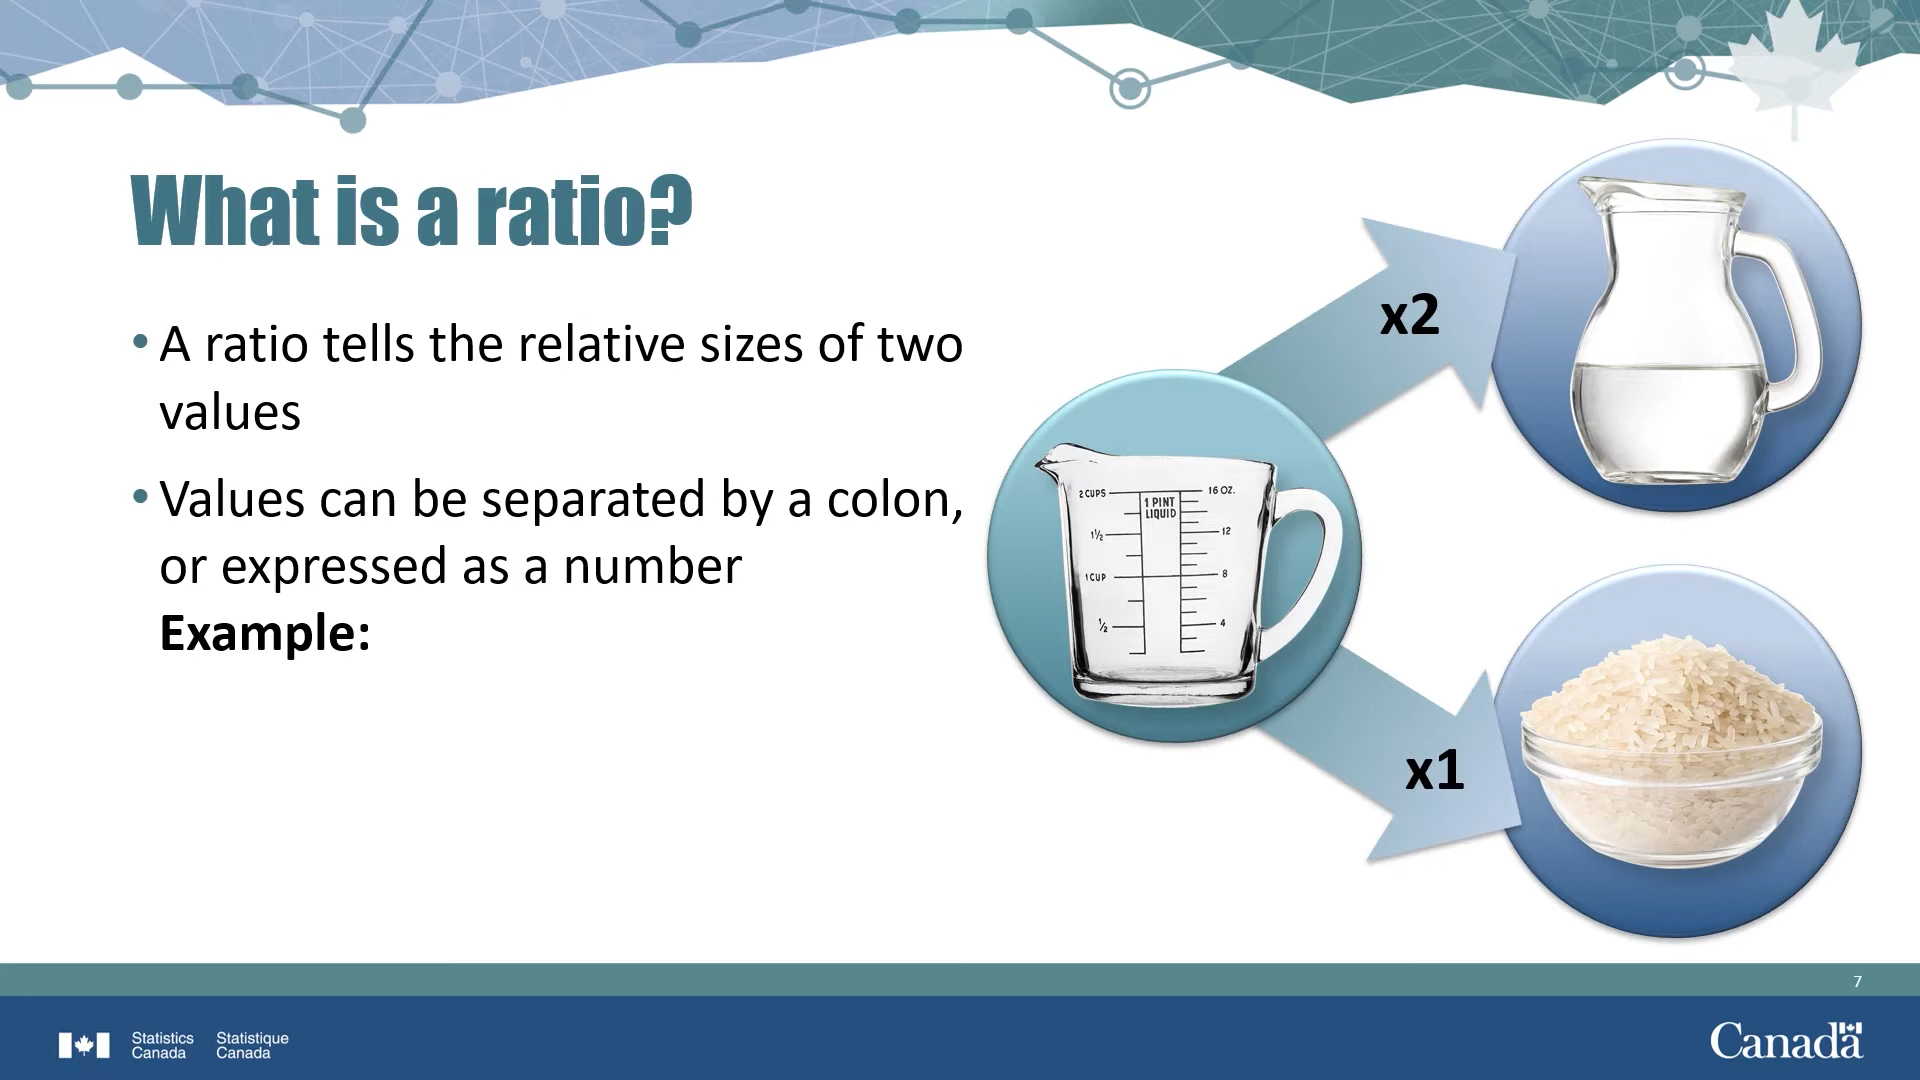 What is a ratio?
• A ratio tells the relative sizes of two
values
• Values can be separated by a colon,
or expressed as a number
Example:
x2
2 CUPS
16 OZ.
1 PINT
LIQUID
1½
12
1 CUP
8
½
4
x1
7
Statistics
Canada
Statistique
Canada
Canada